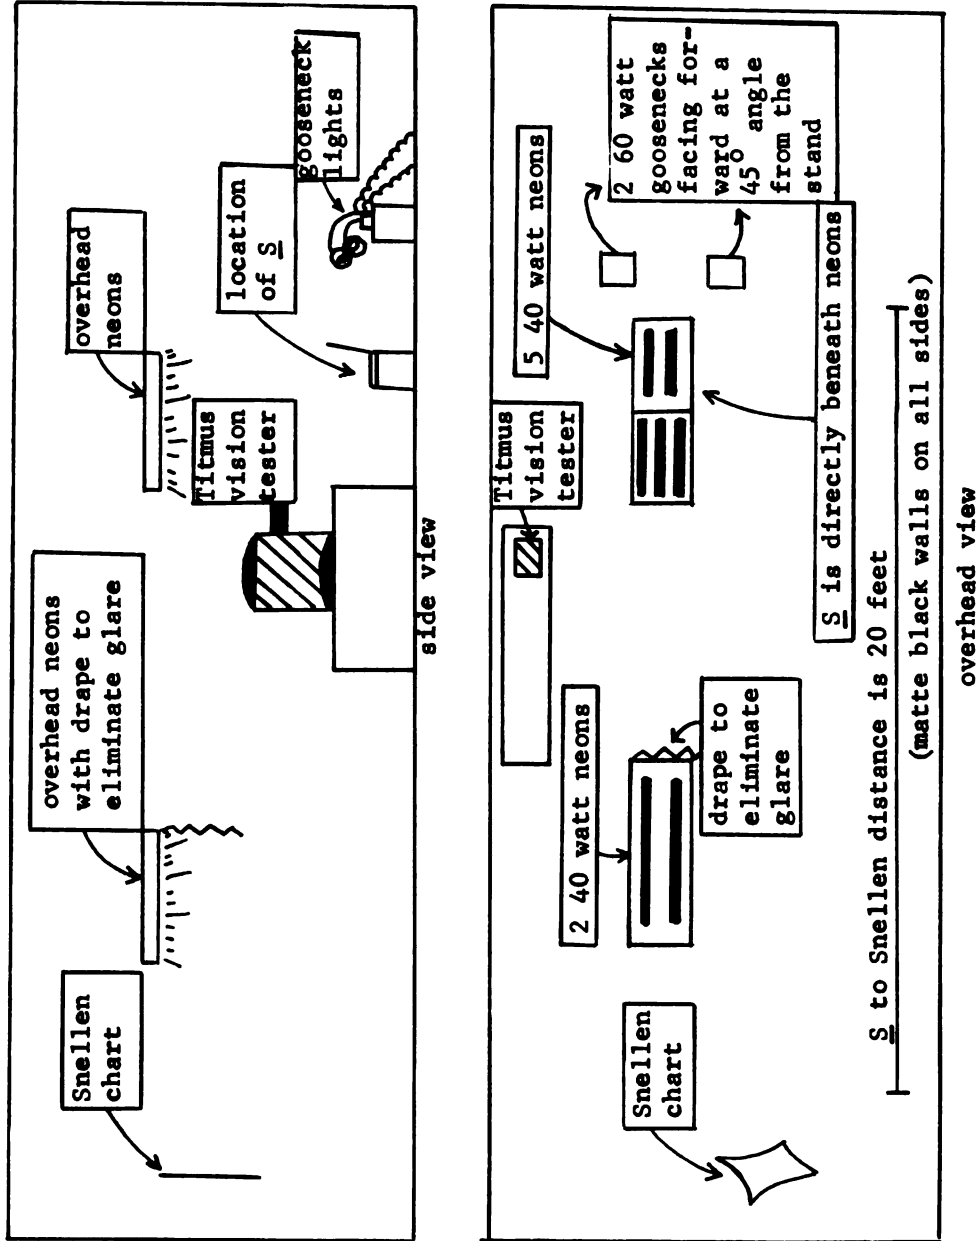 Snellen
chart
overhead neons
with drape to
eliminate glare
overhead
neons
Titmus
vision
tester
location
of S
gooseneck
lights
side view
Snellen
chart
2 40 watt neons
drape to
eliminate
glare
Titmus
vision
tester
5 40 watt neons
2 60 watt
goosenecks
facing for-
ward at a
45° angle
from the
stand
S is directly beneath neons
S to Snellen distance is 20 feet
(matte black walls on all sides)
overhead view